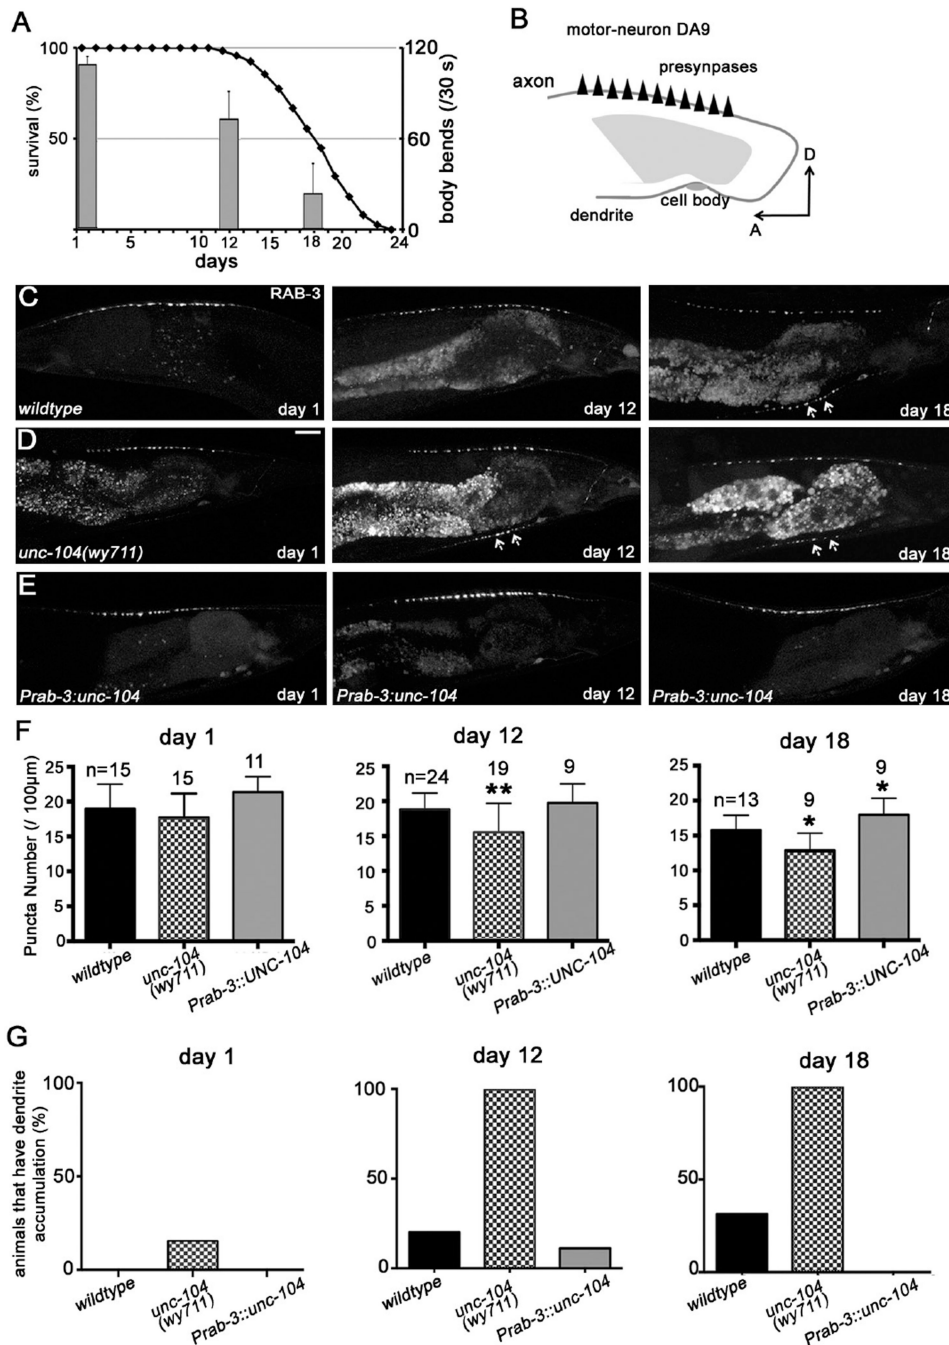 A
survival (%)
100
50
1
5
10
12
15
18
20
24
days
120
60
0
body bends (/30 s)
B
motor-neuron DA9
axon
presynpases
cell body
dendrite
D
A
C
RAB-3
wildtype
day 1
day 12
day 18
D
unc-104(wy711)
day 1
day 12
day 18
E
Prab-3:unc-104
day 1
Prab-3:unc-104
day 12
Prab-3:unc-104
day 18
F
Puncta Number (/ 100µm)
day 1
25
20
15
10
5
0
n=15
15
11
wildtype
unc-104
(wy711)
Prab-3::UNC-104
day 12
25
20
15
10
5
0
n=24
19
**
9
wildtype
unc-104
(wy711)
Prab-3::UNC-104
day 18
25
20
15
10
5
0
n=13
9
*
9
*
wildtype
unc-104
(wy711)
Prab-3::UNC-104
G
animals that have dendrite
accumulation (%)
day 1
100
50
0
wildtype
unc-104
(wy711)
Prab-3::unc-104
day 12
100
50
0
wildtype
unc-104
(wy711)
Prab-3::unc-104
day 18
100
50
0
wildtype
unc-104
(wy711)
Prab-3::unc-104